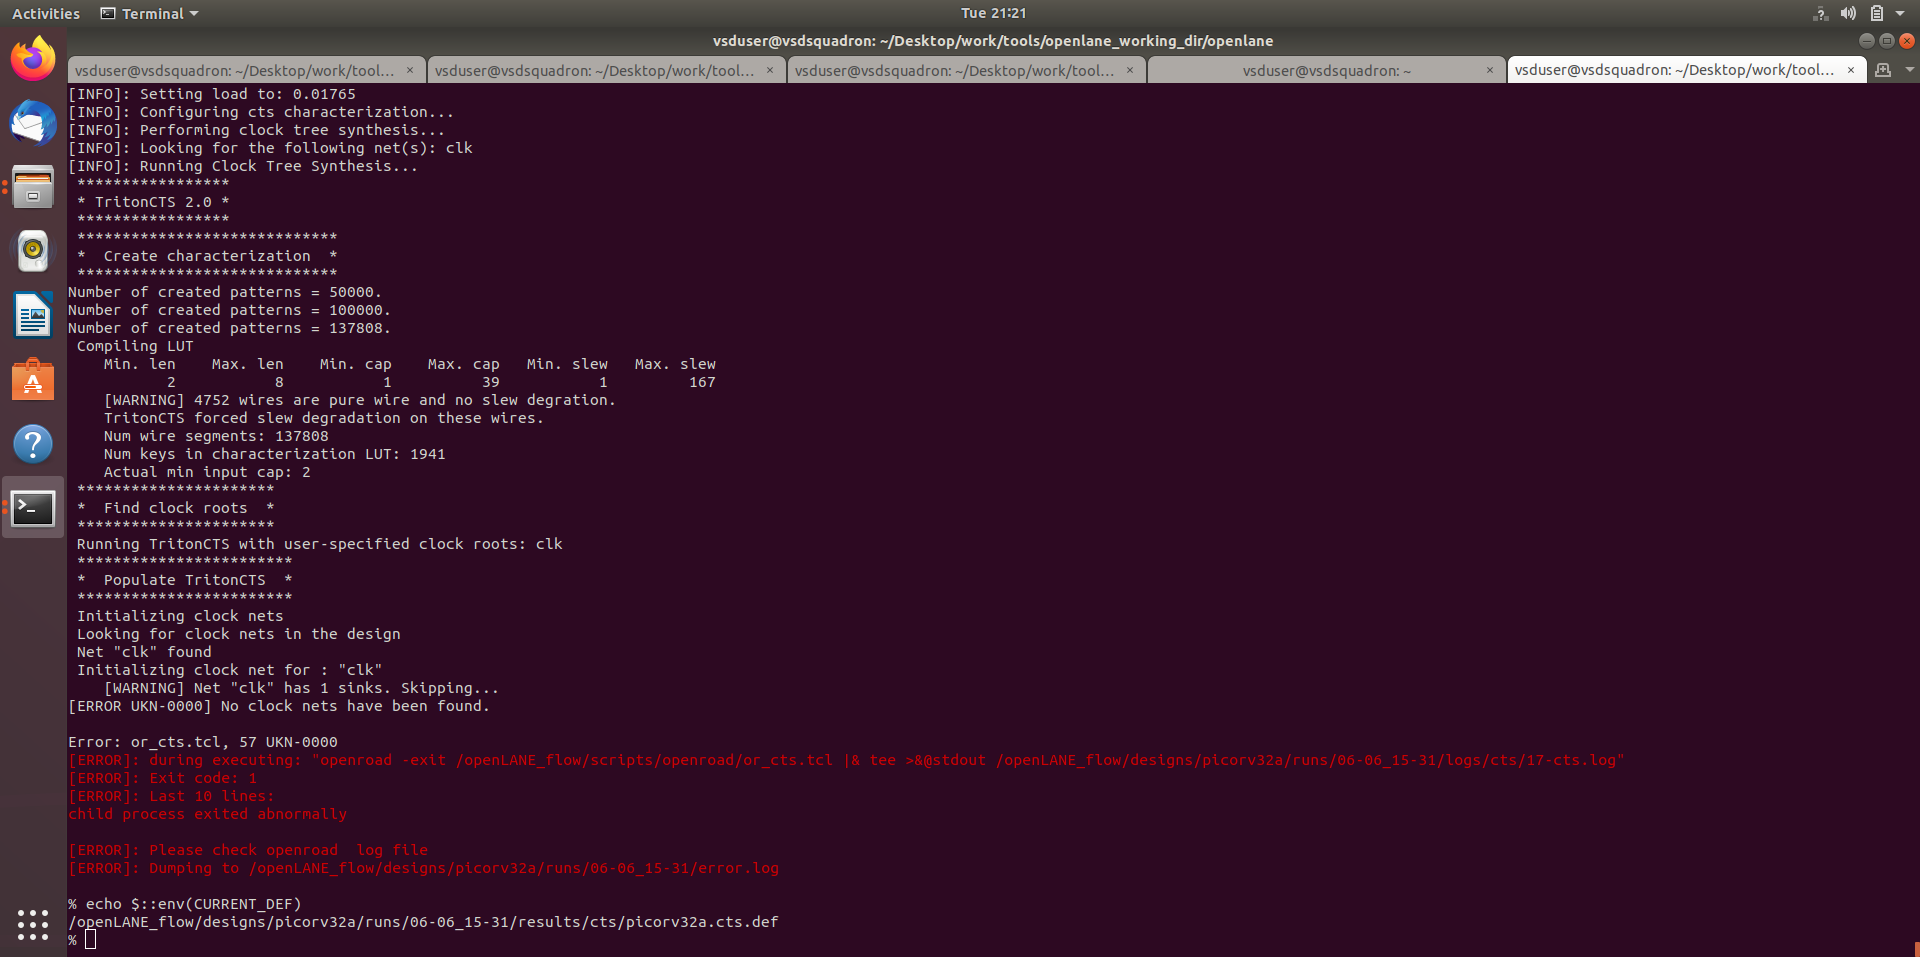 Activities Terminal Tue 21:21
vsduser@vsdsquadron: ~/Desktop/work/tools/openlane_working_dir/openlane
vsduser@vsdsquadron: ~/Desktop/work/tool... × vsduser@vsdsquadron: ~/Desktop/work/tool... × vsduser@vsdsquadron: ~/Desktop/work/tool... × vsduser@vsdsquadron: ~ × vsduser@vsdsquadron: ~/Desktop/work/tool... ×
[INFO]: Setting load to: 0.01765
[INFO]: Configuring cts characterization...
[INFO]: Performing clock tree synthesis...
[INFO]: Looking for the following net(s): clk
[INFO]: Running Clock Tree Synthesis...
*****************
* TritonCTS 2.0 *
*****************
*****************************
*  Create characterization  *
*****************************
Number of created patterns = 50000.
Number of created patterns = 100000.
Number of created patterns = 137808.
Compiling LUT
Min. len    Max. len    Min. cap    Max. cap    Min. slew    Max. slew
2           8           1          39           1         167
[WARNING] 4752 wires are pure wire and no slew degration.
TritonCTS forced slew degradation on these wires.
Num wire segments: 137808
Num keys in characterization LUT: 1941
Actual min input cap: 2
**********************
*  Find clock roots  *
**********************
Running TritonCTS with user-specified clock roots: clk
************************
*  Populate TritonCTS  *
************************
Initializing clock nets
Looking for clock nets in the design
Net "clk" found
Initializing clock net for : "clk"
[WARNING] Net "clk" has 1 sinks. Skipping...
[ERROR UKN-0000] No clock nets have been found.
Error: or_cts.tcl, 57 UKN-0000
[ERROR]: during executing: "openroad -exit /openLANE_flow/scripts/openroad/or_cts.tcl |& tee >&@stdout /openLANE_flow/designs/picorv32a/runs/06-06_15-31/logs/cts/17-cts.log"
[ERROR]: Exit code: 1
[ERROR]: Last 10 lines:
child process exited abnormally
[ERROR]: Please check openroad  log file
[ERROR]: Dumping to /openLANE_flow/designs/picorv32a/runs/06-06_15-31/error.log
% echo $::env(CURRENT_DEF)
/openLANE_flow/designs/picorv32a/runs/06-06_15-31/results/cts/picorv32a.cts.def
%